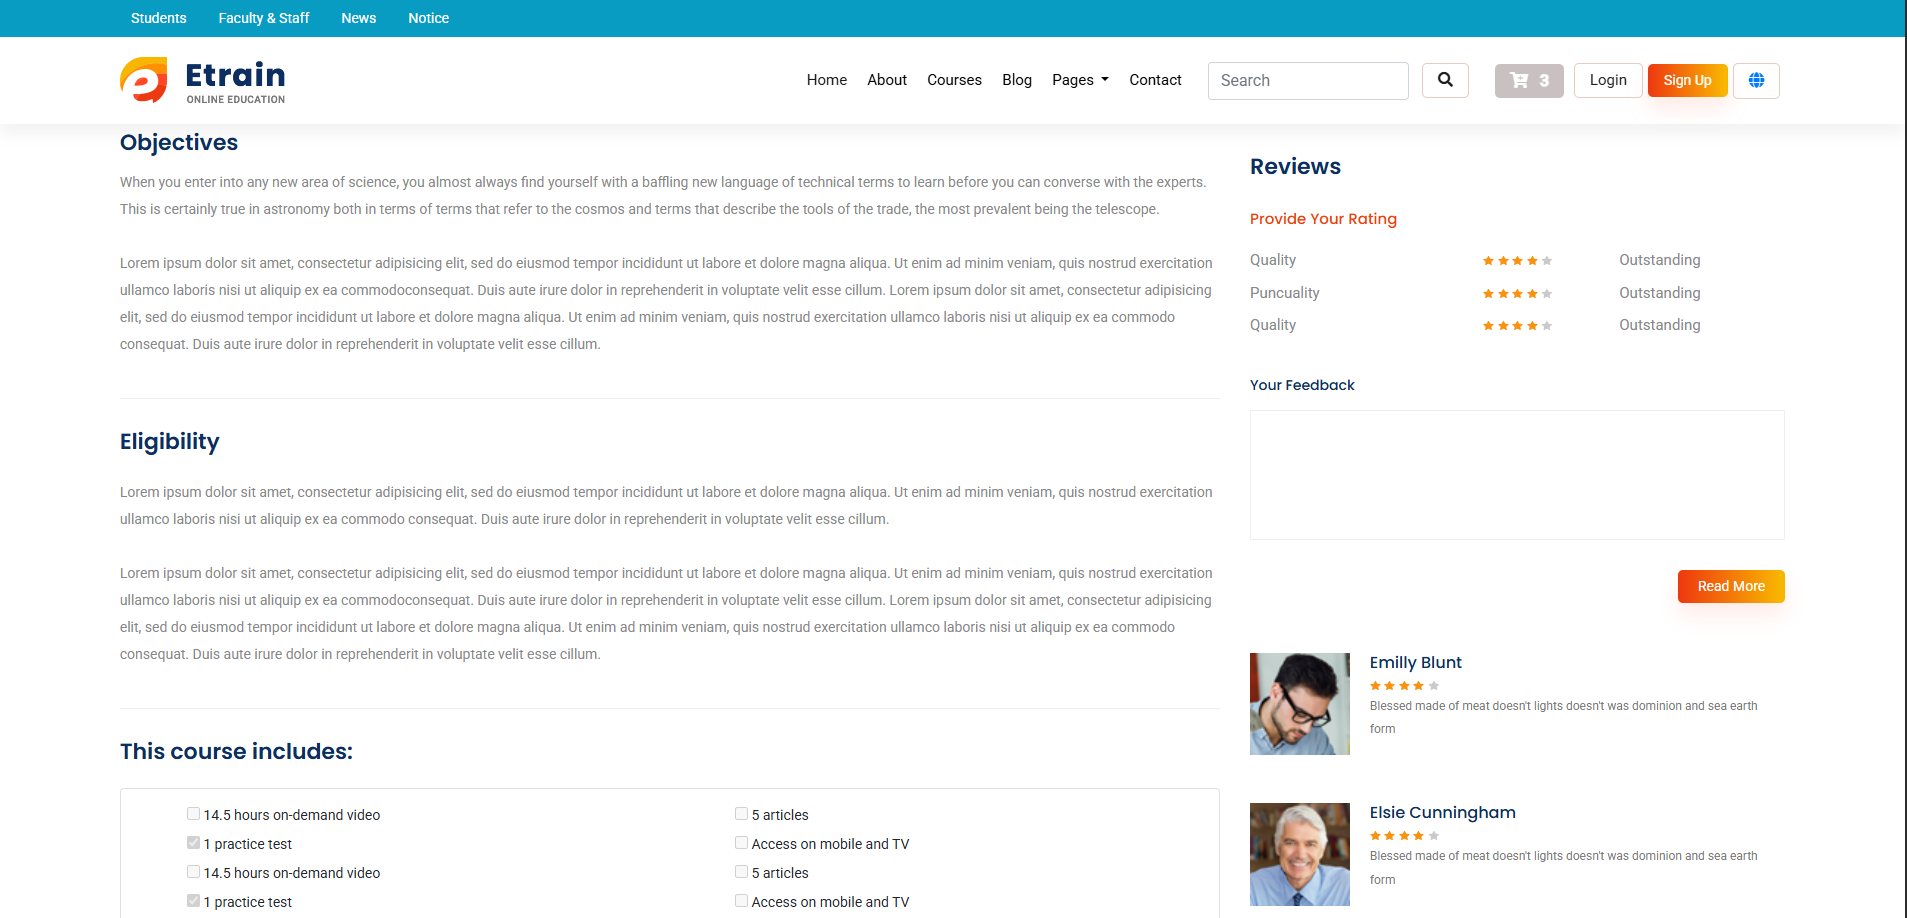 Students Faculty & Staff News Notice
Etrain
ONLINE EDUCATION
Home About Courses Blog Pages Contact Search 3 Login Sign Up
Objectives
When you enter into any new area of science, you almost always find yourself with a baffling new language of technical terms to learn before you can converse with the experts.
This is certainly true in astronomy both in terms of terms that refer to the cosmos and terms that describe the tools of the trade, the most prevalent being the telescope.
Lorem ipsum dolor sit amet, consectetur adipisicing elit, sed do eiusmod tempor incididunt ut labore et dolore magna aliqua. Ut enim ad minim veniam, quis nostrud exercitation
ullamco laboris nisi ut aliquip ex ea commodoconsequat. Duis aute irure dolor in reprehenderit in voluptate velit esse cillum. Lorem ipsum dolor sit amet, consectetur adipisicing
elit, sed do eiusmod tempor incididunt ut labore et dolore magna aliqua. Ut enim ad minim veniam, quis nostrud exercitation ullamco laboris nisi ut aliquip ex ea commodo
consequat. Duis aute irure dolor in reprehenderit in voluptate velit esse cillum.
Eligibility
Lorem ipsum dolor sit amet, consectetur adipisicing elit, sed do eiusmod tempor incididunt ut labore et dolore magna aliqua. Ut enim ad minim veniam, quis nostrud exercitation
ullamco laboris nisi ut aliquip ex ea commodo consequat. Duis aute irure dolor in reprehenderit in voluptate velit esse cillum.
Lorem ipsum dolor sit amet, consectetur adipisicing elit, sed do eiusmod tempor incididunt ut labore et dolore magna aliqua. Ut enim ad minim veniam, quis nostrud exercitation
ullamco laboris nisi ut aliquip ex ea commodoconsequat. Duis aute irure dolor in reprehenderit in voluptate velit esse cillum. Lorem ipsum dolor sit amet, consectetur adipisicing
elit, sed do eiusmod tempor incididunt ut labore et dolore magna aliqua. Ut enim ad minim veniam, quis nostrud exercitation ullamco laboris nisi ut aliquip ex ea commodo
consequat. Duis aute irure dolor in reprehenderit in voluptate velit esse cillum.
This course includes:
14.5 hours on-demand video 5 articles
1 practice test Access on mobile and TV
14.5 hours on-demand video 5 articles
1 practice test Access on mobile and TV
Reviews
Provide Your Rating
Quality Outstanding
Puncuality Outstanding
Quality Outstanding
Your Feedback
Read More
Emilly Blunt
Blessed made of meat doesn't lights doesn't was dominion and sea earth
form
Elsie Cunningham
Blessed made of meat doesn't lights doesn't was dominion and sea earth
form